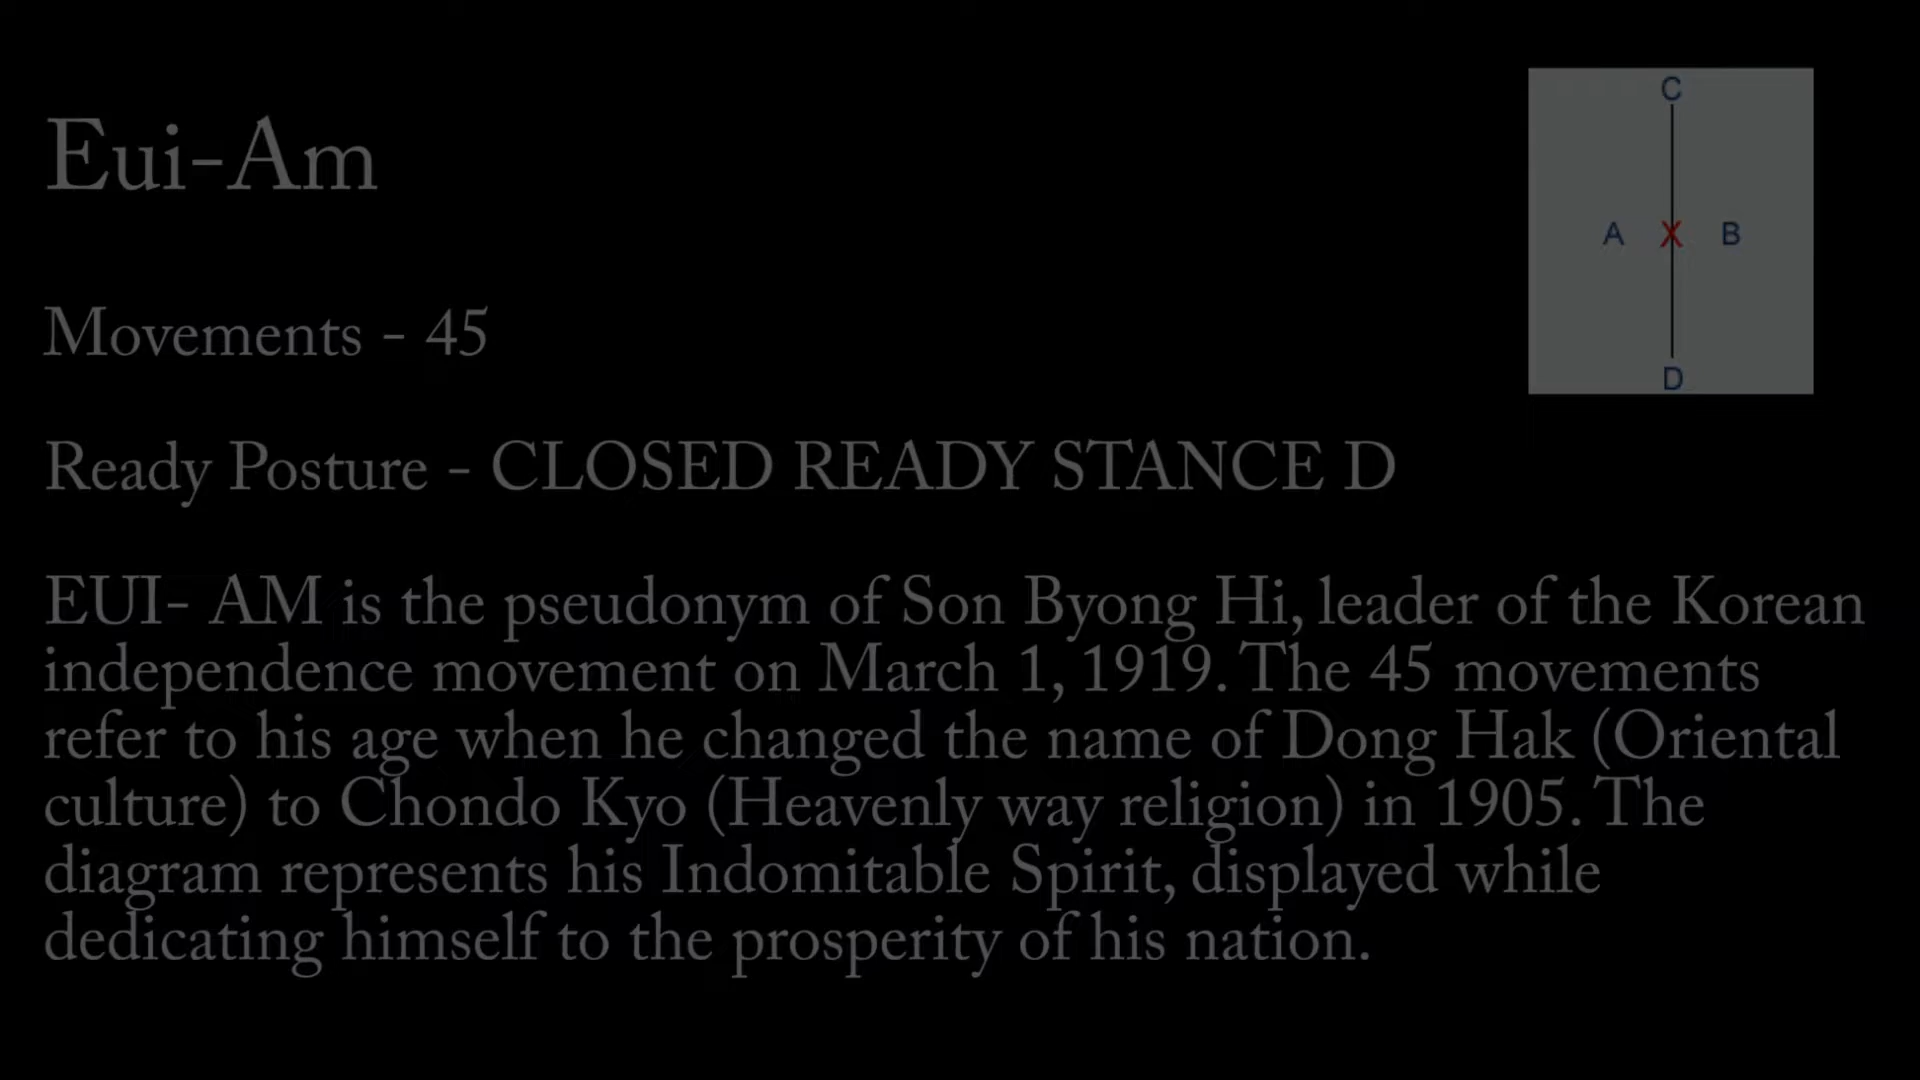 Eui-Am
C
A X B
D
Movements - 45
Ready Posture - CLOSED READY STANCE D
EUI- AM is the pseudonym of Son Byong Hi, leader of the Korean
independence movement on March 1, 1919. The 45 movements
refer to his age when he changed the name of Dong Hak (Oriental
culture) to Chondo Kyo (Heavenly way religion) in 1905. The
diagram represents his Indomitable Spirit, displayed while
dedicating himself to the prosperity of his nation.